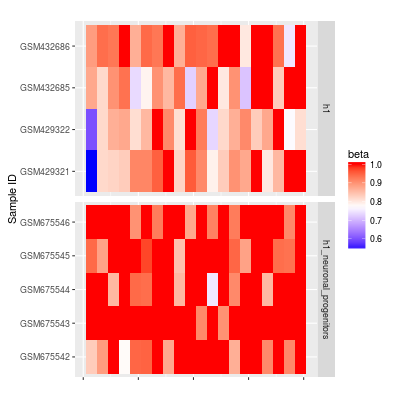 GSM432686
GSM432685
GSM429322
GSM429321
h1
GSM675546
GSM675545
GSM675544
GSM675543
GSM675542
h1_neuronal_progenitors
Sample ID
beta
1.0
0.9
0.8
0.7
0.6